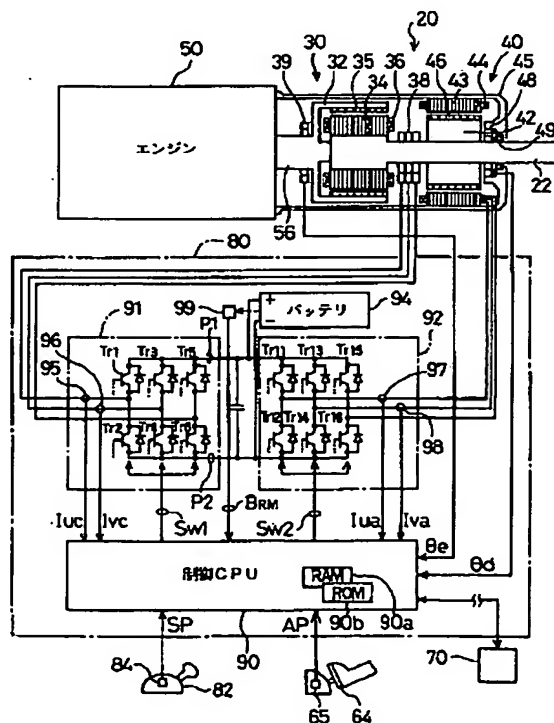 20
50
30
40
39
32
35
34
36
38
46
43
44
45
48
42
49
エンジン
56
22
80
91
99
バッテリ
94
92
P1
96
95
Tr1
Tr3
Tr5
Tr11
Tr13
Tr15
97
Tr2
Tr12
Tr14
Tr16
98
P2
BRM
Iuc
Ivc
SW1
SW2
Iua
Iva
θe
θd
制御CPU
RAM
ROM
90a
90b
SP
90
AP
70
84
82
65
64